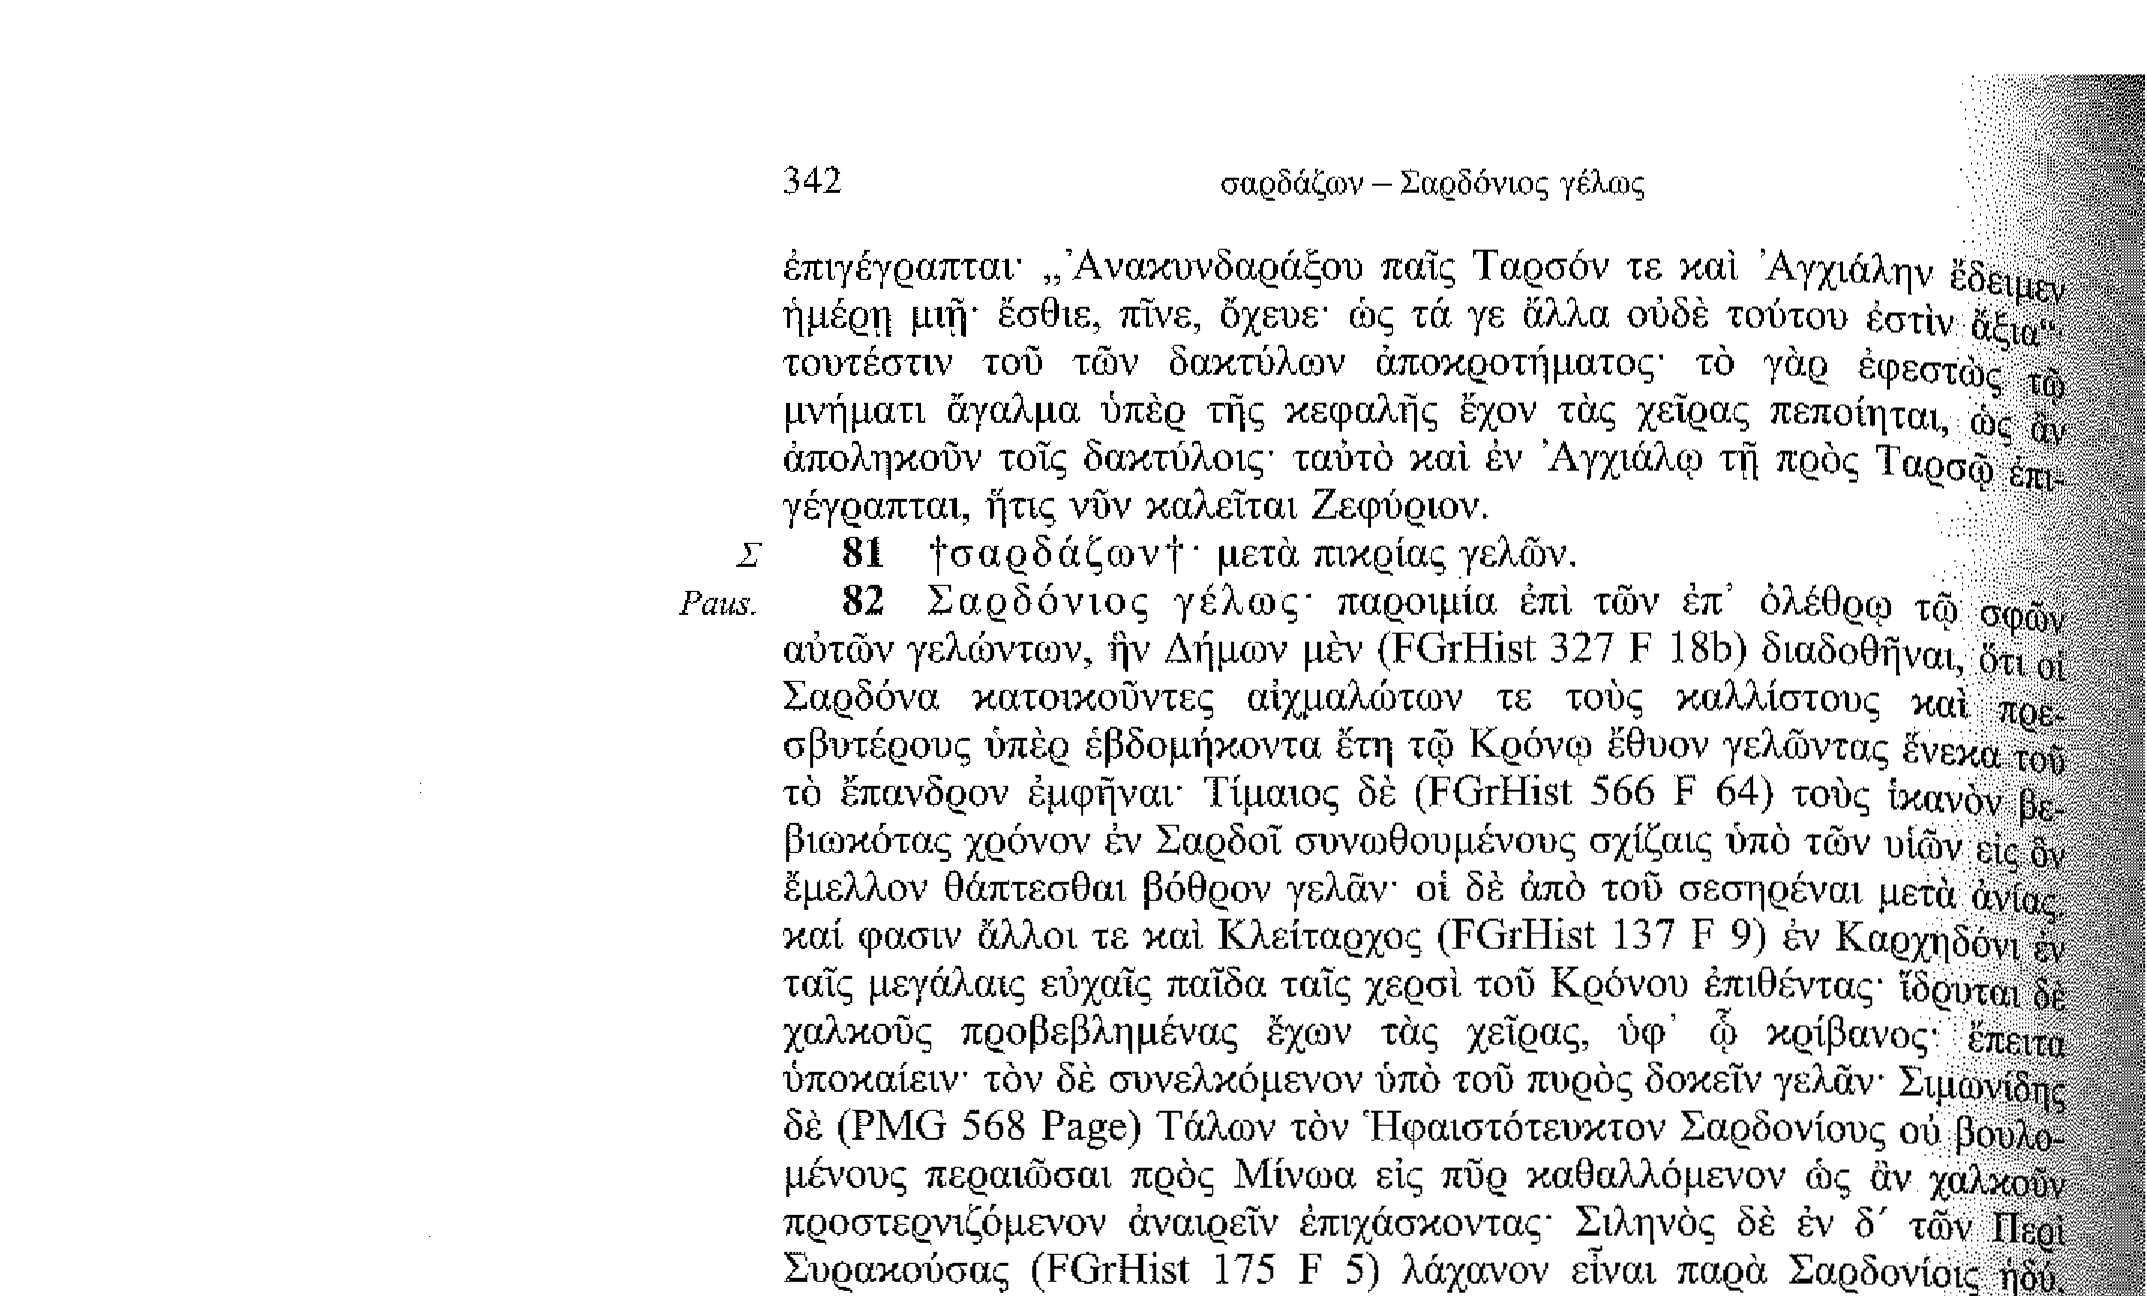 342 σαρδάζων – Σαρδόνιος γέλως
ἐπιγέγραπται· „Ἀνακυνδαράξου παῖς Ταρσόν τε καὶ Ἀγχιάλην ἔδειμεν
ἡμέρῃ μιῇ· ἔσθιε, πῖνε, ὄχευε· ὡς τά γε ἄλλα οὐδὲ τούτου ἐστὶν ἄξια“·
τουτέστιν τοῦ τῶν δακτύλων ἀποκροτήματος· τὸ γὰρ ἐφεστὼς τῷ
μνήματι ἄγαλμα ὑπὲρ τῆς κεφαλῆς ἔχον τὰς χεῖρας πεποίηται, ὡς ἂν
ἀποληκοῦν τοῖς δακτύλοις· ταὐτὸ καὶ ἐν Ἀγχιάλῳ τῇ πρὸς Ταρσῷ ἐπι-
γέγραπται, ἥτις νῦν καλεῖται Ζεφύριον.
Σ 81 †σαρδάζων†· μετὰ πικρίας γελῶν.
Paus. 82 Σαρδόνιος γέλως· παροιμία ἐπὶ τῶν ἐπ’ ὀλέθρῳ τῷ σφῶν
αὐτῶν γελώντων, ἣν Δήμων μὲν (FGrHist 327 F 18b) διαδοθῆναι, ὅτι οἱ
Σαρδόνα κατοικοῦντες αἰχμαλώτων τε τοὺς καλλίστους καὶ πρε-
σβυτέρους ὑπὲρ ἑβδομήκοντα ἔτη τῷ Κρόνῳ ἔθυον γελῶντας ἕνεκα τοῦ
τὸ ἔπανδρον ἐμφῆναι· Τίμαιος δὲ (FGrHist 566 F 64) τοὺς ἱκανὸν βε-
βιωκότας χρόνον ἐν Σαρδοῖ συνωθουμένους σχίζαις ὑπὸ τῶν υἱῶν εἰς ὃν
ἔμελλον θάπτεσθαι βόθρον γελᾶν· οἱ δὲ ἀπὸ τοῦ σεσηρέναι μετὰ ἀνίας.
καί φασιν ἄλλοι τε καὶ Κλείταρχος (FGrHist 137 F 9) ἐν Καρχηδόνι ἐν
ταῖς μεγάλαις εὐχαῖς παῖδα ταῖς χερσὶ τοῦ Κρόνου ἐπιθέντας· ἵδρυται δὲ
χαλκοῦς προβεβλημένας ἔχων τὰς χεῖρας, ὑφ’ ᾧ κρίβανος· ἔπειτα
ὑποκαίειν· τὸν δὲ συνελκόμενον ὑπὸ τοῦ πυρὸς δοκεῖν γελᾶν· Σιμωνίδης
δὲ (PMG 568 Page) Τάλων τὸν Ἡφαιστότευκτον Σαρδονίους οὐ βουλο-
μένους περαιῶσαι πρὸς Μίνωα εἰς πῦρ καθαλλόμενον ὡς ἂν χαλκοῦν
προστερνιζόμενον ἀναιρεῖν ἐπιχάσκοντας· Σιληνὸς δὲ ἐν δ´ τῶν Περὶ
Συρακούσας (FGrHist 175 F 5) λάχανον εἶναι παρὰ Σαρδονίοις ἡδύ,